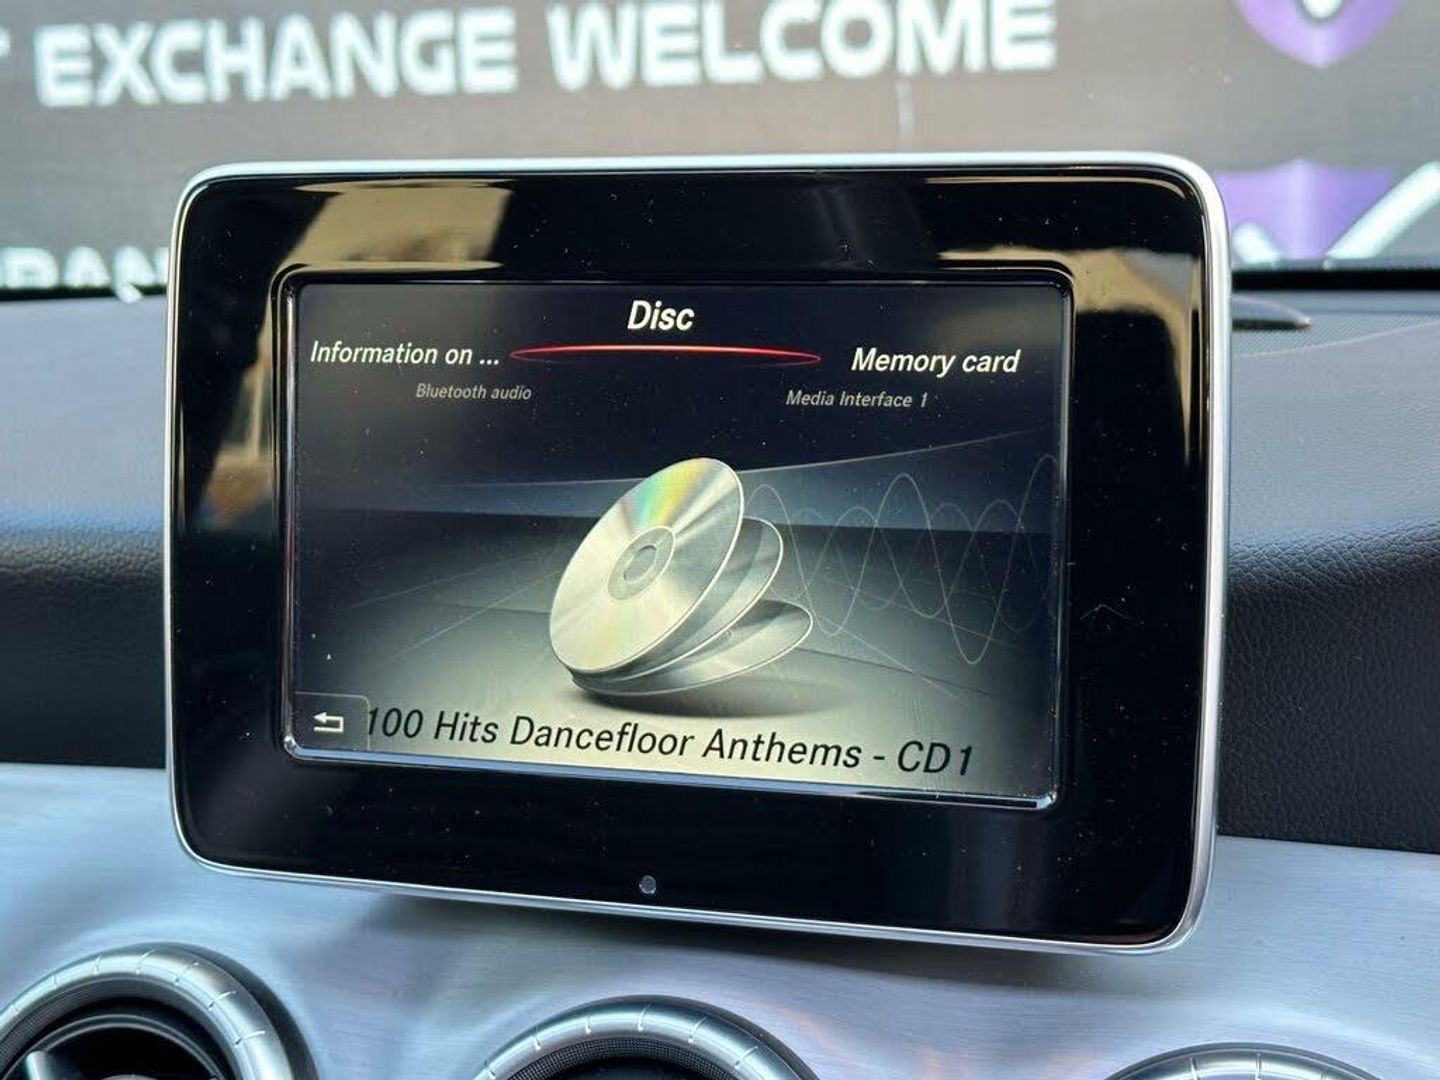 EXCHANGE WELCOME
Disc
Information on ...
Memory card
Bluetooth audio
Media Interface 1
100 Hits Dancefloor Anthems - CD1